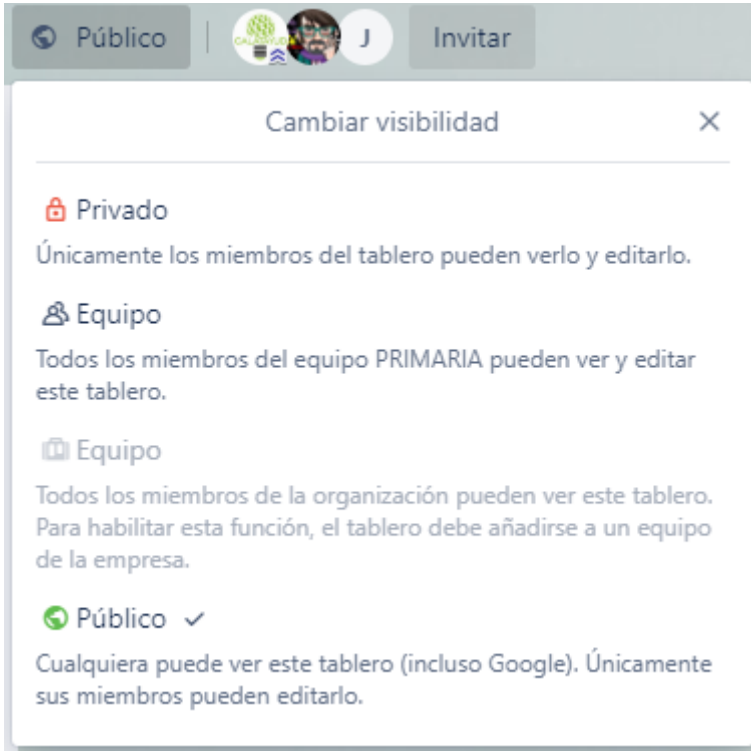 Público
J
Invitar
Cambiar visibilidad
Privado
Únicamente los miembros del tablero pueden verlo y editarlo.
Equipo
Todos los miembros del equipo PRIMARIA pueden ver y editar
este tablero.
Equipo
Todos los miembros de la organización pueden ver este tablero.
Para habilitar esta función, el tablero debe añadirse a un equipo
de la empresa.
Público
Cualquiera puede ver este tablero (incluso Google). Únicamente
sus miembros pueden editarlo.